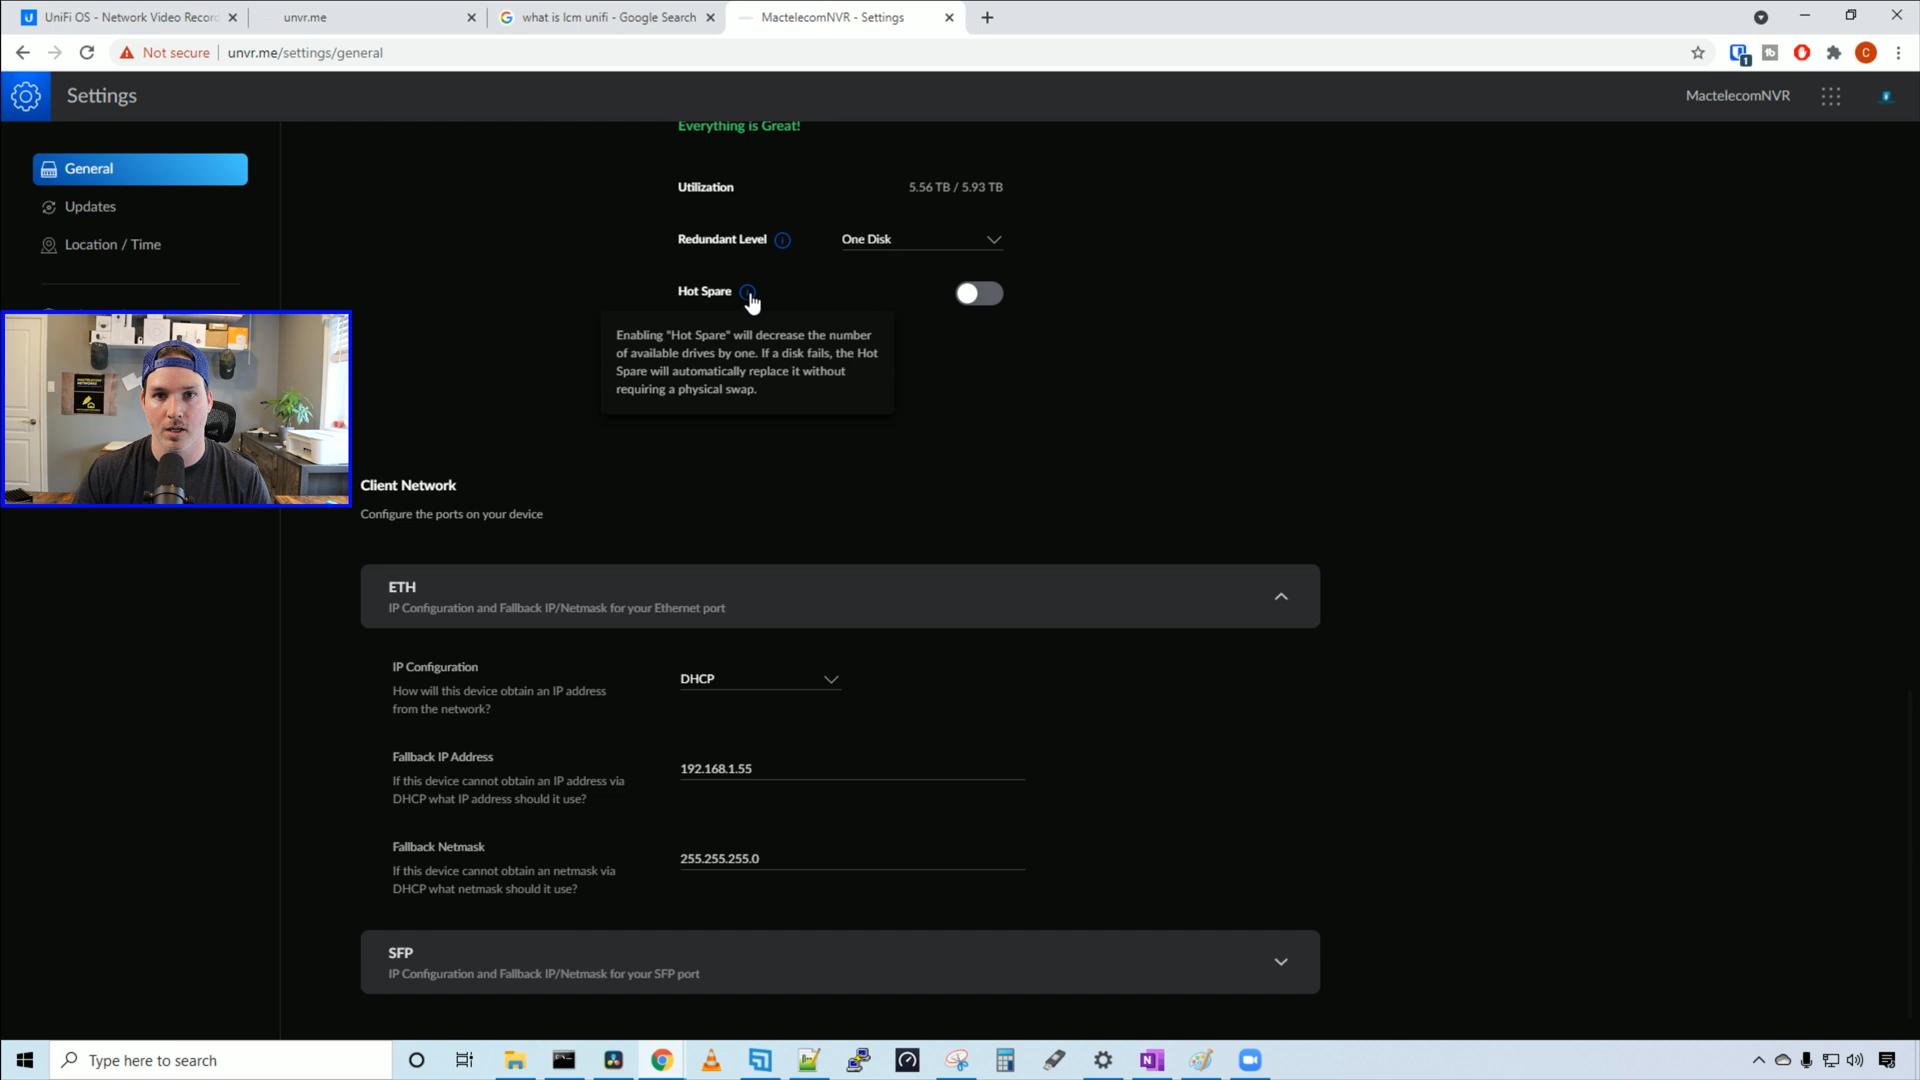 UniFi OS - Network Video Recor
unvr.me
what is lcm unifi - Google Search
MactelecomNVR - Settings
Not secure
unvr.me/settings/general
1
tb
C
Settings
MactelecomNVR
Everything is Great!
General
Updates
Location / Time
Utilization
5.56 TB / 5.93 TB
Redundant Level
One Disk
Hot Spare
Enabling "Hot Spare" will decrease the number
of available drives by one. If a disk fails, the Hot
Spare will automatically replace it without
requiring a physical swap.
Client Network
Configure the ports on your device
ETH
IP Configuration and Fallback IP/Netmask for your Ethernet port
IP Configuration
How will this device obtain an IP address
from the network?
DHCP
Fallback IP Address
If this device cannot obtain an IP address via
DHCP what IP address should it use?
192.168.1.55
Fallback Netmask
If this device cannot obtain an netmask via
DHCP what netmask should it use?
255.255.255.0
SFP
IP Configuration and Fallback IP/Netmask for your SFP port
Type here to search